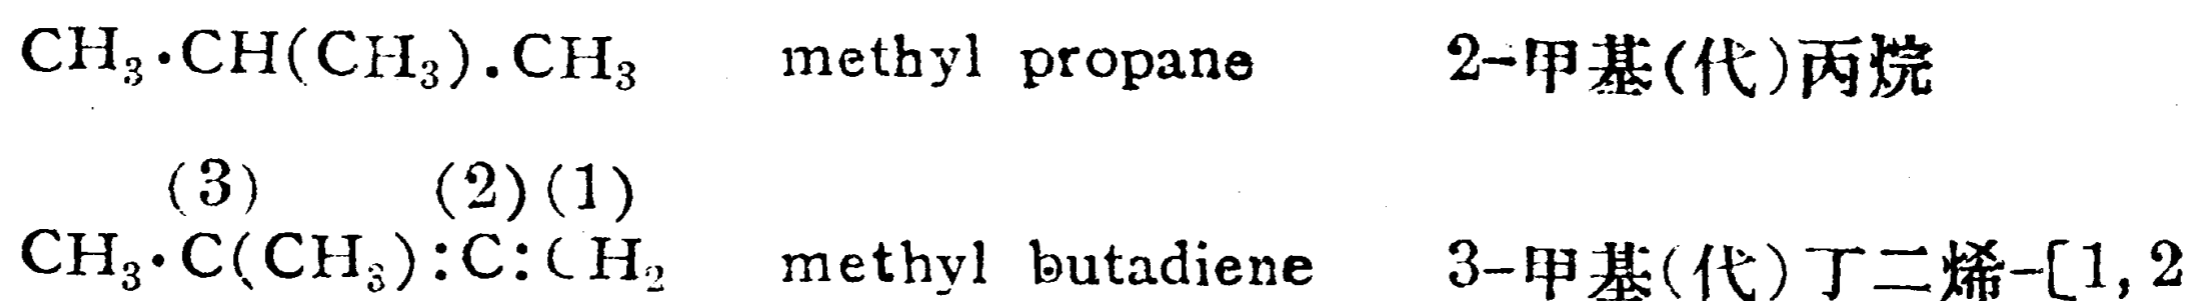 CH₃·CH(CH₃).CH₃ methyl propane 2-甲基(代)丙烷
(3) (2)(1)
CH₃·C(CH₃):C:CH₂ methyl butadiene 3-甲基(代)丁二烯-[1,2